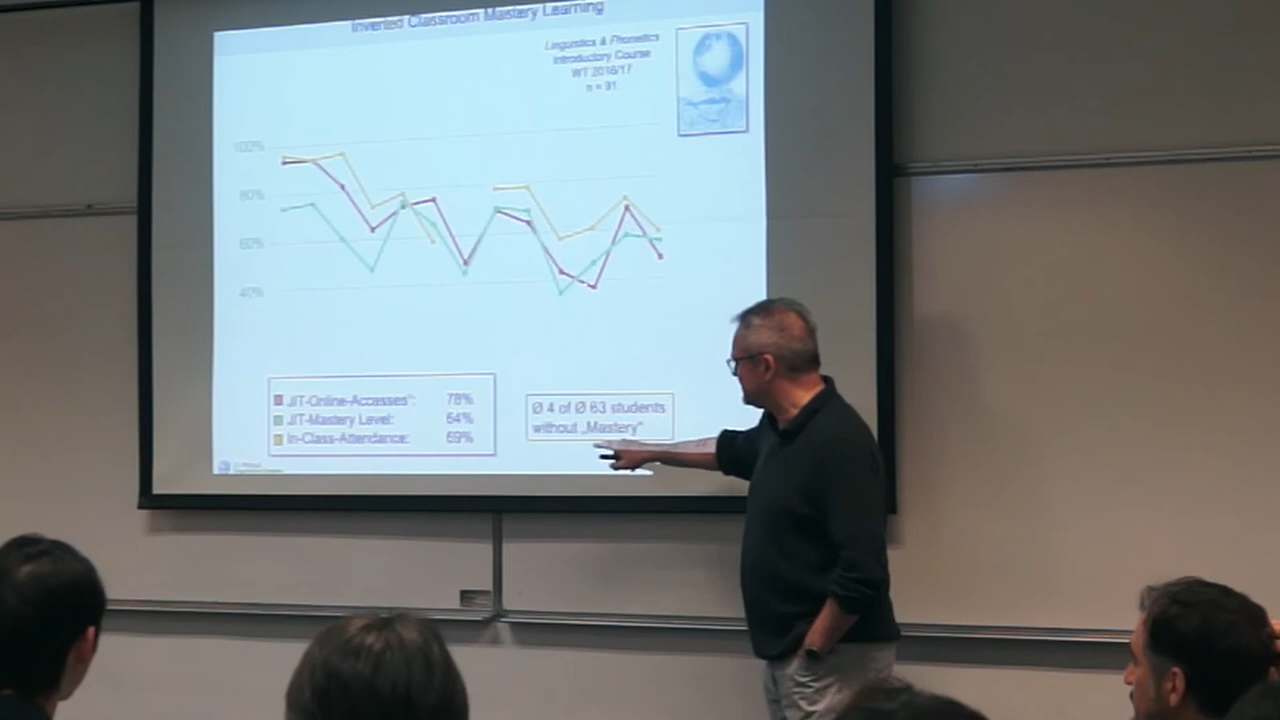 Inverted Classroom Mastery Learning
Linguistics & Phonetics
Introductory Course
WT 2016/17
n = 91
100%
80%
60%
40%
JIT-Online-Accesses*: 78%
JIT-Mastery Level: 64%
In-Class-Attendance: 69%
Ø 4 of Ø 63 students
without „Mastery"